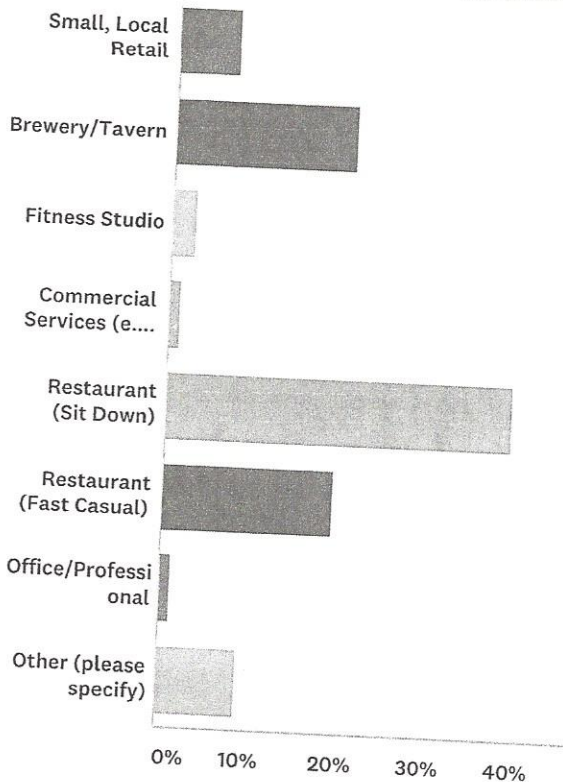 Small, Local
Retail
Brewery/Tavern
Fitness Studio
Commercial
Services (e....
Restaurant
(Sit Down)
Restaurant
(Fast Casual)
Office/Professi
onal
Other (please
specify)
0% 10% 20% 30% 40%